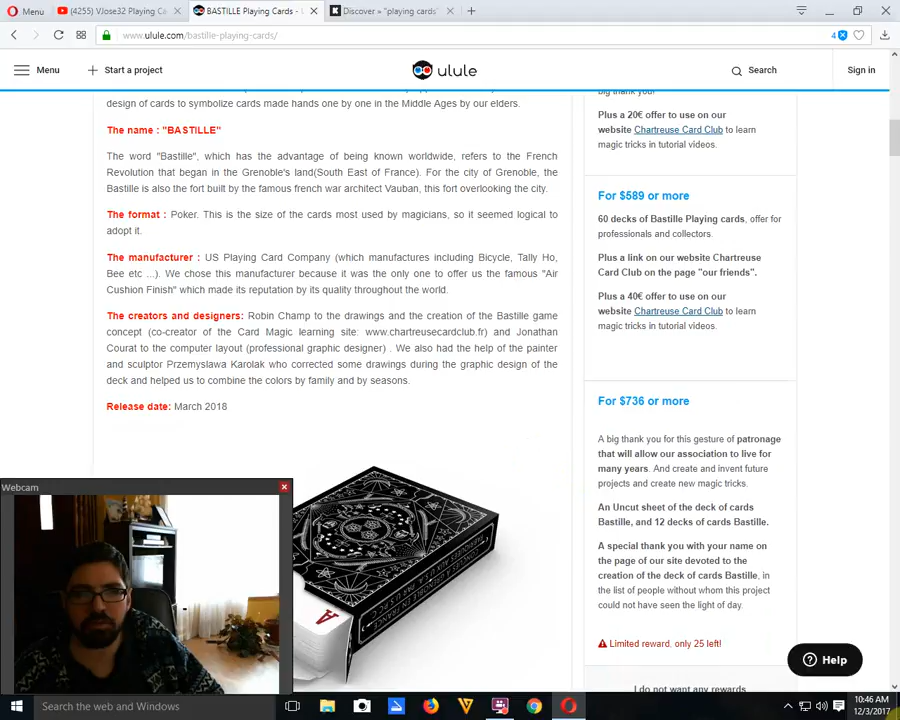 Menu
(4255) VJose32 Playing Ca
BASTILLE Playing Cards -
Discover » "playing cards"
www.ulule.com/bastille-playing-cards/
4
Menu
Start a project
ulule
Search
Sign in
design of cards to symbolize cards made hands one by one in the Middle Ages by our elders.
The name : "BASTILLE"
The word "Bastille", which has the advantage of being known worldwide, refers to the French
Revolution that began in the Grenoble's land(South East of France). For the city of Grenoble, the
Bastille is also the fort built by the famous french war architect Vauban, this fort overlooking the city.
The format : Poker. This is the size of the cards most used by magicians, so it seemed logical to
adopt it.
The manufacturer : US Playing Card Company (which manufactures including Bicycle, Tally Ho,
Bee etc ...). We chose this manufacturer because it was the only one to offer us the famous "Air
Cushion Finish" which made its reputation by its quality throughout the world.
The creators and designers: Robin Champ to the drawings and the creation of the Bastille game
concept (co-creator of the Card Magic learning site: www.chartreusecardclub.fr) and Jonathan
Courat to the computer layout (professional graphic designer) . We also had the help of the painter
and sculptor Przemyslawa Karolak who corrected some drawings during the graphic design of the
deck and helped us to combine the colors by family and by seasons.
Release date: March 2018
big thank you!
Plus a 20€ offer to use on our
website Chartreuse Card Club to learn
magic tricks in tutorial videos.
For $589 or more
60 decks of Bastille Playing cards, offer for
professionals and collectors.
Plus a link on our website Chartreuse
Card Club on the page "our friends".
Plus a 40€ offer to use on our
website Chartreuse Card Club to learn
magic tricks in tutorial videos.
For $736 or more
A big thank you for this gesture of patronage
that will allow our association to live for
many years. And create and invent future
projects and create new magic tricks.
An Uncut sheet of the deck of cards
Bastille, and 12 decks of cards Bastille.
A special thank you with your name on
the page of our site devoted to the
creation of the deck of cards Bastille, in
the list of people without whom this project
could not have seen the light of day.
Limited reward, only 25 left!
I do not want any rewards
Help
Webcam
A
Search the web and Windows
10:46 AM
12/3/2017